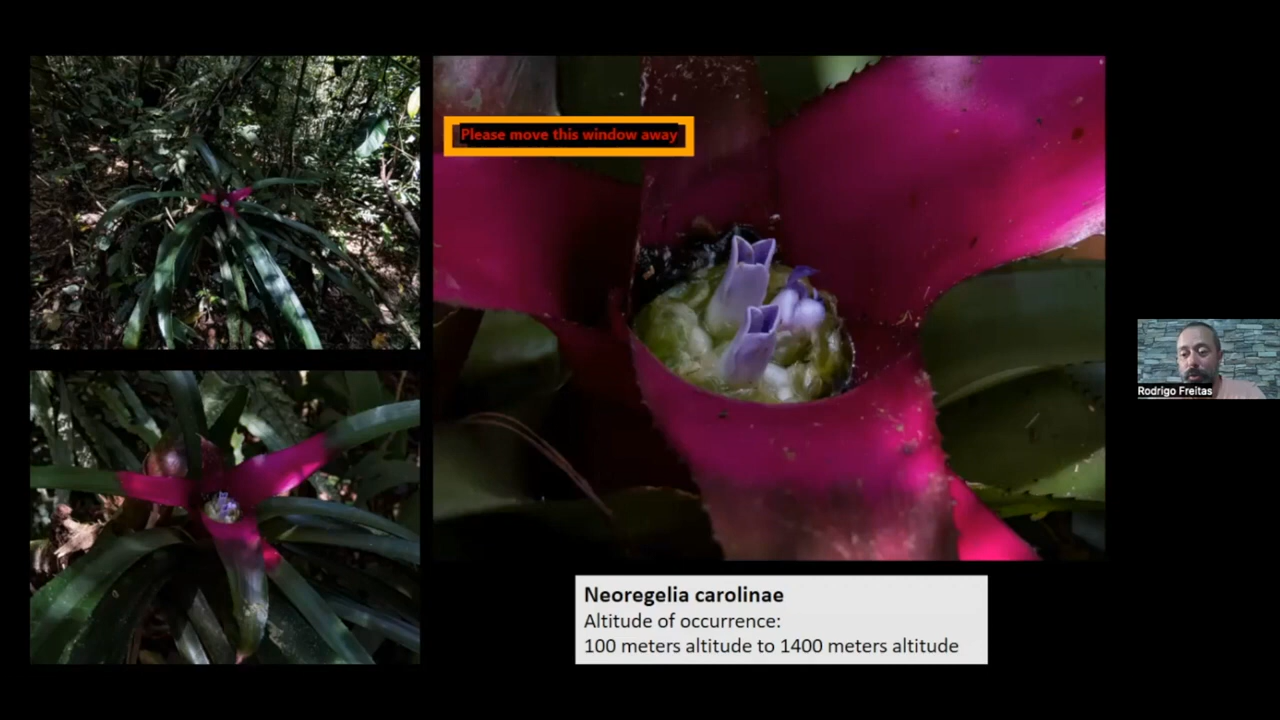 Please move this window away
Rodrigo Freitas
Neoregelia carolinae
Altitude of occurrence:
100 meters altitude to 1400 meters altitude